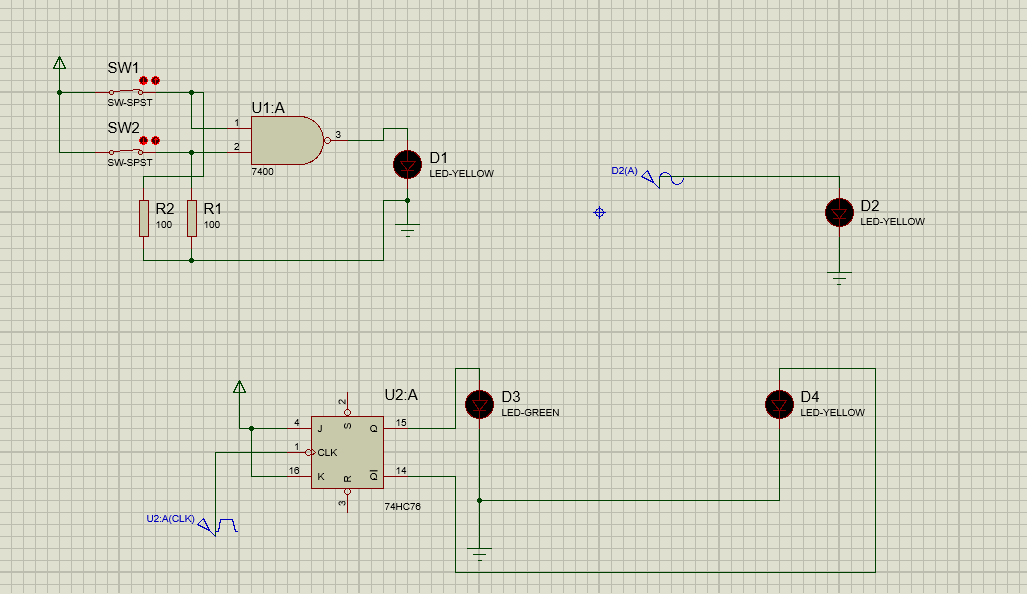 SW1
SW-SPST
SW2
SW-SPST
U1:A
1
2
3
7400
D1
LED-YELLOW
R2
100
R1
100
D2(A)
D2
LED-YELLOW
U2:A
2
4
J
S
Q
15
1
CLK
16
K
R
Q
14
3
74HC76
U2:A(CLK)
D3
LED-GREEN
D4
LED-YELLOW